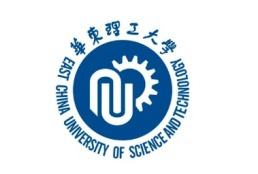 華東理工大學
EAST CHINA UNIVERSITY OF SCIENCE AND TECHNOLOGY